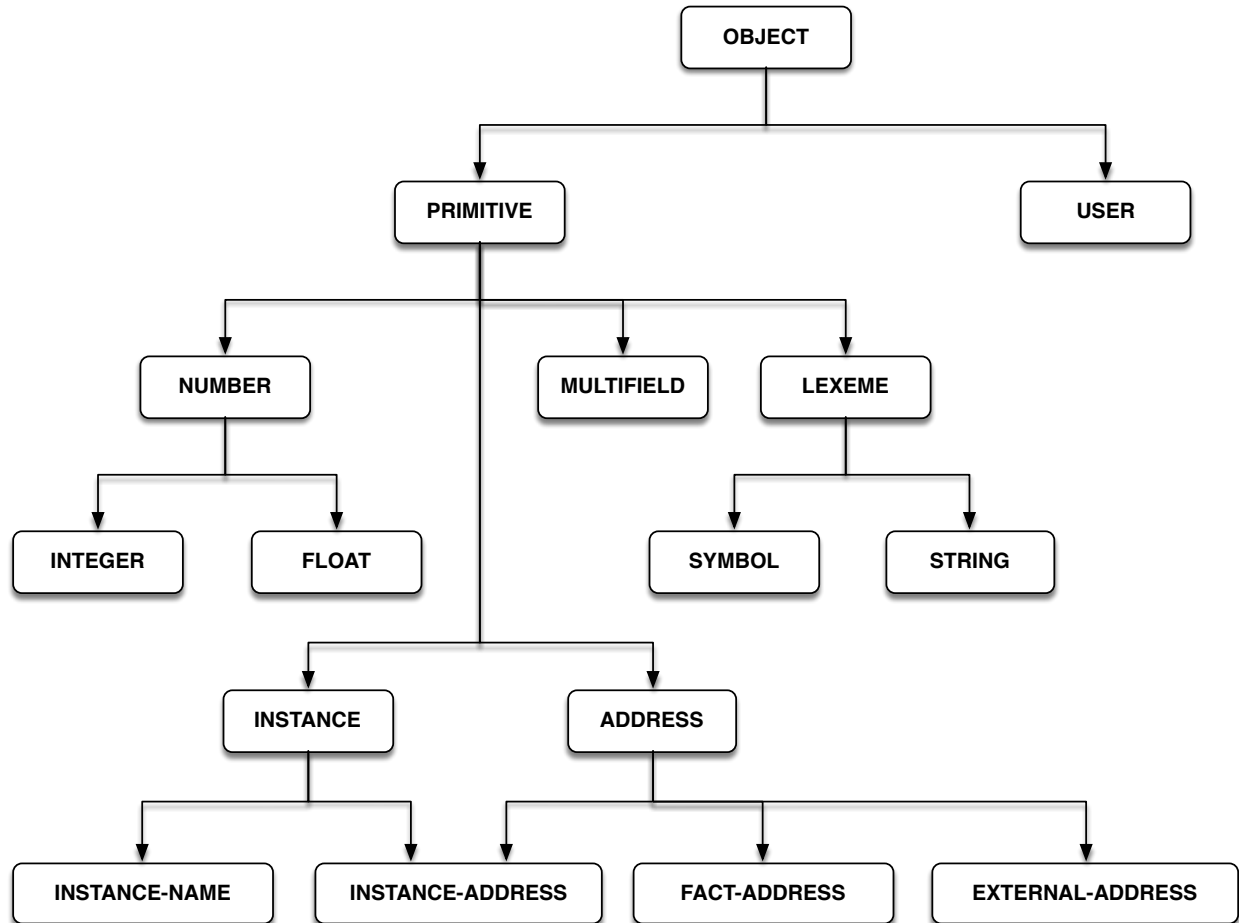 OBJECT
PRIMITIVE
USER
NUMBER
MULTIFIELD
LEXEME
INTEGER
FLOAT
SYMBOL
STRING
INSTANCE
ADDRESS
INSTANCE-NAME
INSTANCE-ADDRESS
FACT-ADDRESS
EXTERNAL-ADDRESS